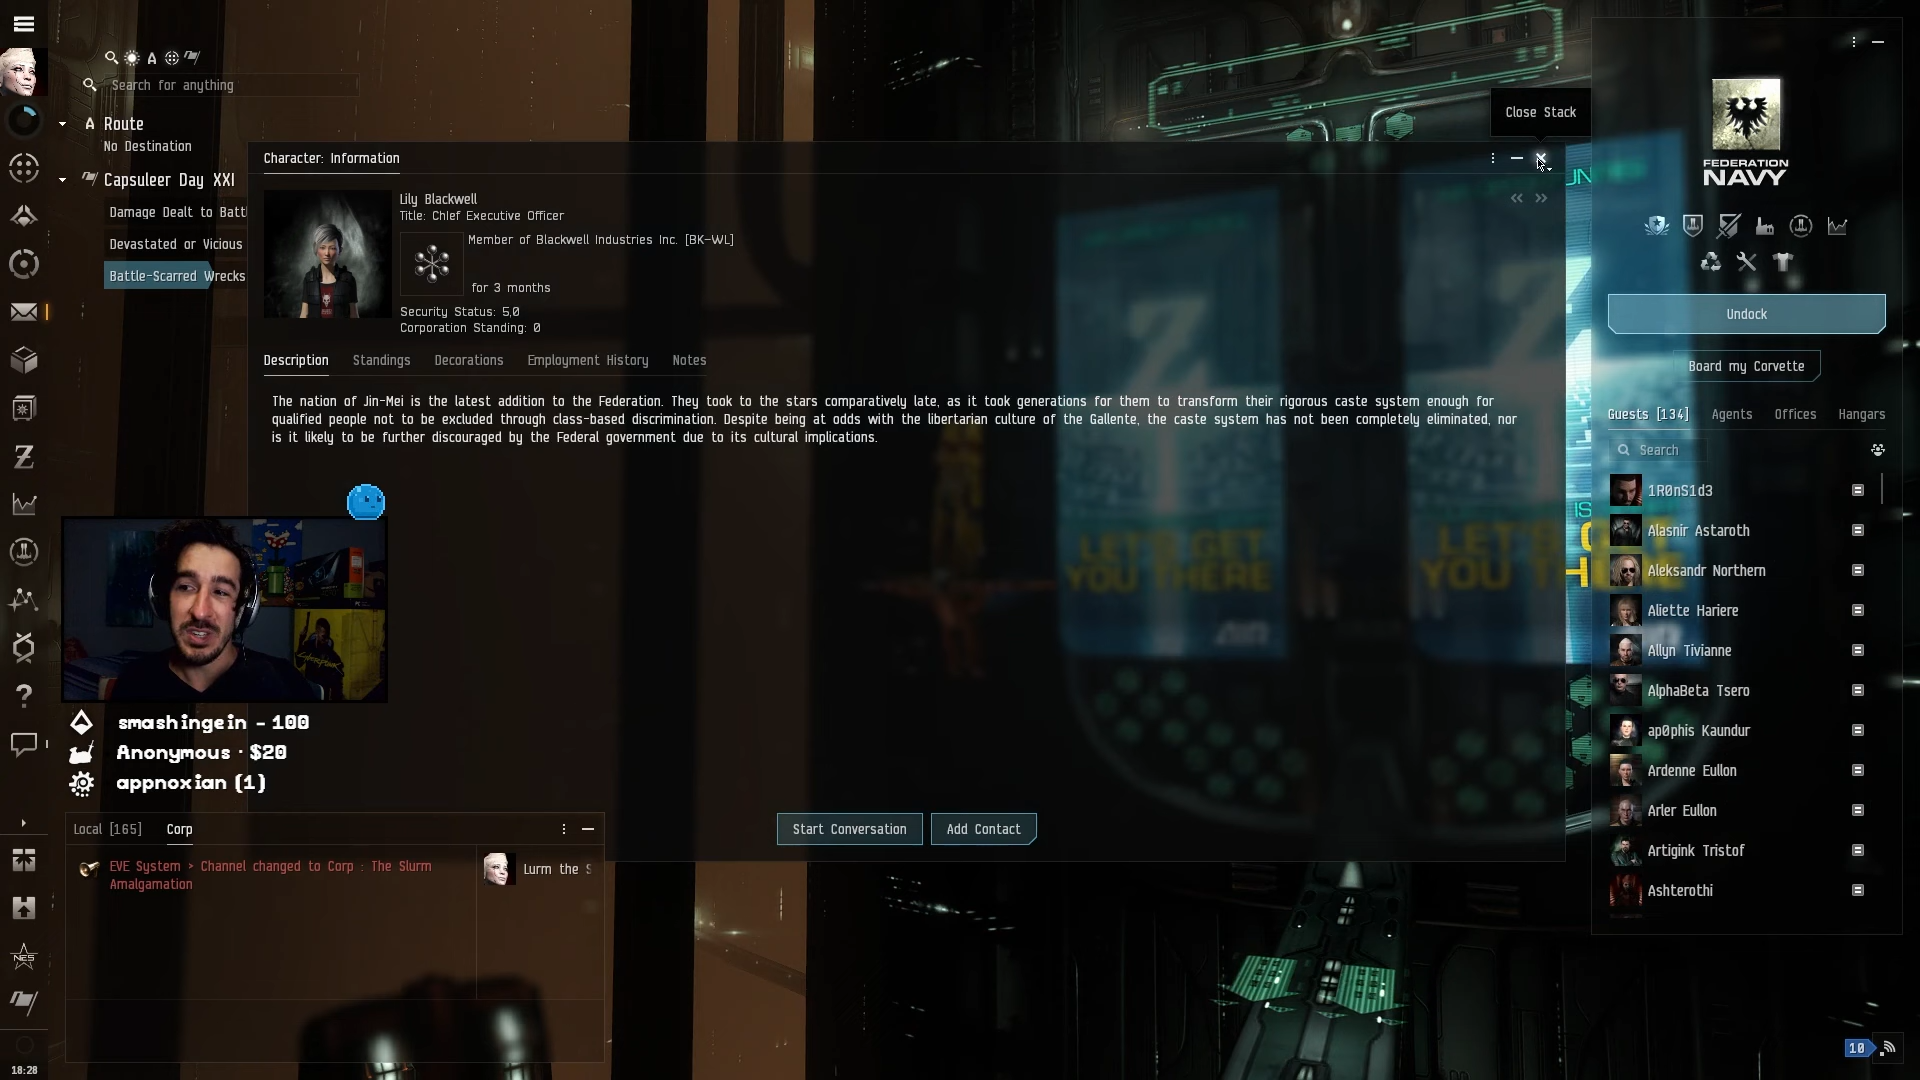 Search for anything
A Route
No Destination
Capsuleer Day XXI
Damage Dealt to Battl
Devastated or Vicious
Battle-Scarred Wrecks
Close Stack
Character: Information
Lily Blackwell
Title: Chief Executive Officer
Member of Blackwell Industries Inc. [BK-WL]
for 3 months
Security Status: 5,0
Corporation Standing: 0
Description Standings Decorations Employment History Notes
The nation of Jin-Mei is the latest addition to the Federation. They took to the stars comparatively late, as it took generations for them to transform their rigorous caste system enough for
qualified people not to be excluded through class-based discrimination. Despite being at odds with the libertarian culture of the Gallente, the caste system has not been completely eliminated, nor
is it likely to be further discouraged by the Federal government due to its cultural implications.
LET'S GET
YOU THERE
AIR
Start Conversation Add Contact
smashingein - 100
Anonymous · $20
appnoxian (1)
Local [165] Corp
EVE System > Channel changed to Corp : The Slurm
Amalgamation
Lurm the S
NES
18:28
FEDERATION
NAVY
Undock
Board my Corvette
Guests [134] Agents Offices Hangars
Search
1R0nS1d3
Alasnir Astaroth
Aleksandr Northern
Aliette Hariere
Allyn Tivianne
AlphaBeta Tsero
ap0phis Kaundur
Ardenne Eullon
Arler Eullon
Artigink Tristof
Ashterothi
10